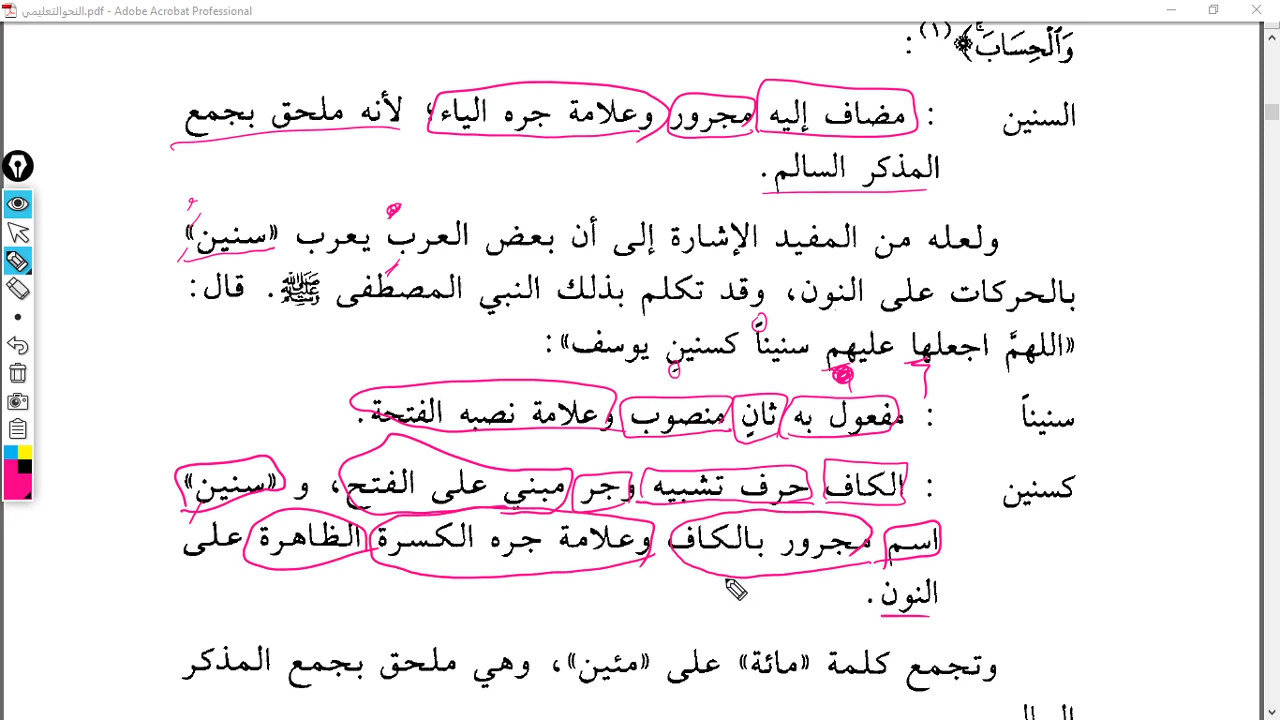 النحوالتعليمي.pdf - Adobe Acrobat Professional
وَٱلْحِسَابَۚ﴾(١) :
السنين : مضاف إليه مجرور وعلامة جره الياء؛ لأنه ملحق بجمع
المذكر السالم.
ولعله من المفيد الإشارة إلى أن بعض العرب يعرب «سنين»
بالحركات على النون، وقد تكلم بذلك النبي المصطفى ﷺ. قال:
«اللهمَّ اجعلها عليهم سنيناً كسنينِ يوسف»:
سنيناً : مفعول به ثانٍ منصوب وعلامة نصبه الفتحة.
كسنين : الكاف حرف تشبيه وجر مبني على الفتح، و «سنين»
اسم مجرور بالكاف وعلامة جره الكسرة الظاهرة على
النون.
وتجمع كلمة «مائة» على «مئين»، وهي ملحق بجمع المذكر